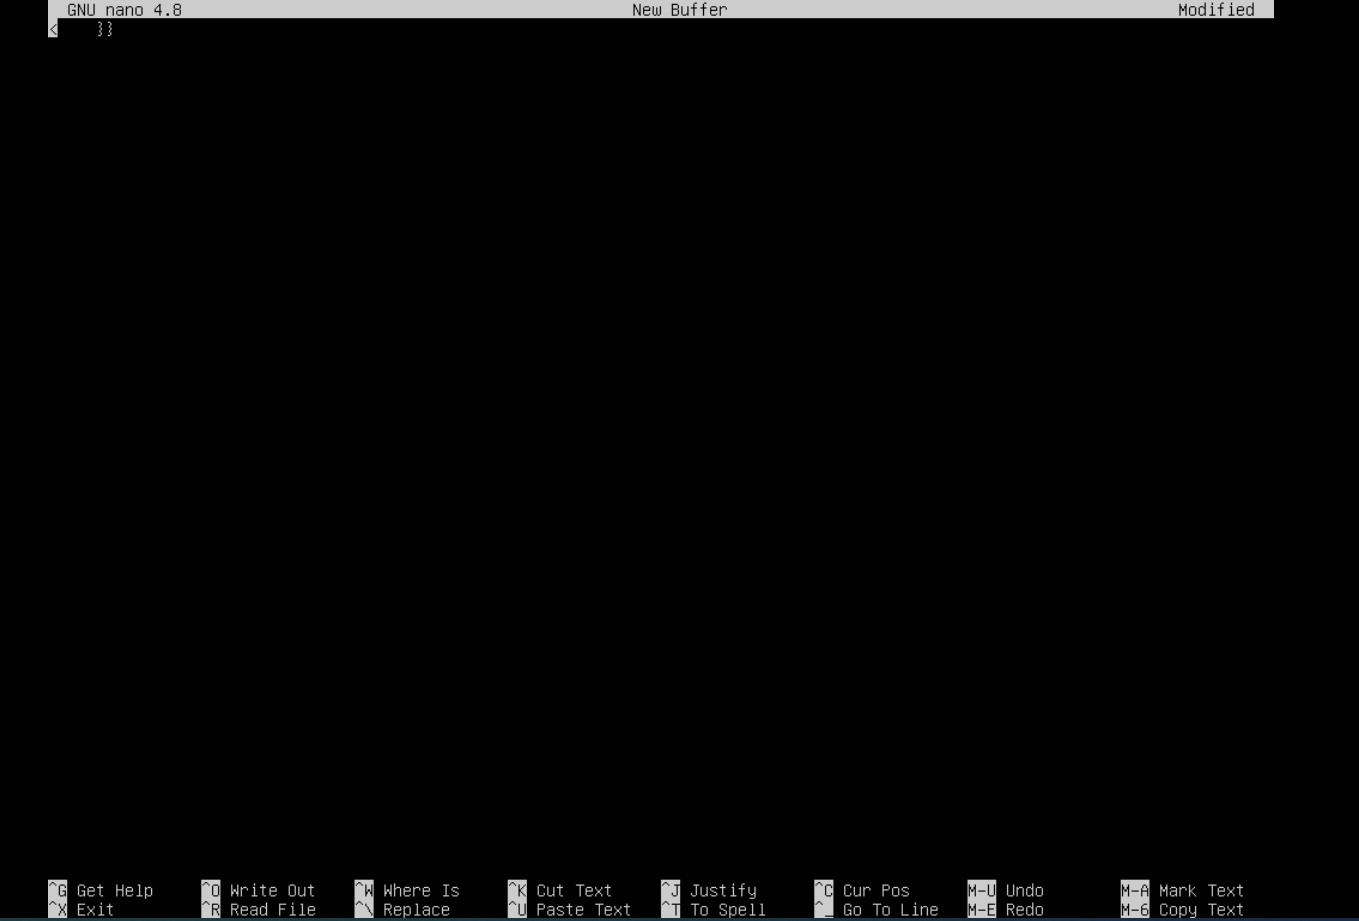 GNU nano 4.8 New Buffer Modified
<    }}
^G Get Help ^O Write Out ^W Where Is ^K Cut Text ^J Justify ^C Cur Pos M-U Undo M-A Mark Text
^X Exit ^R Read File ^\ Replace ^U Paste Text ^T To Spell ^_ Go To Line M-E Redo M-6 Copy Text